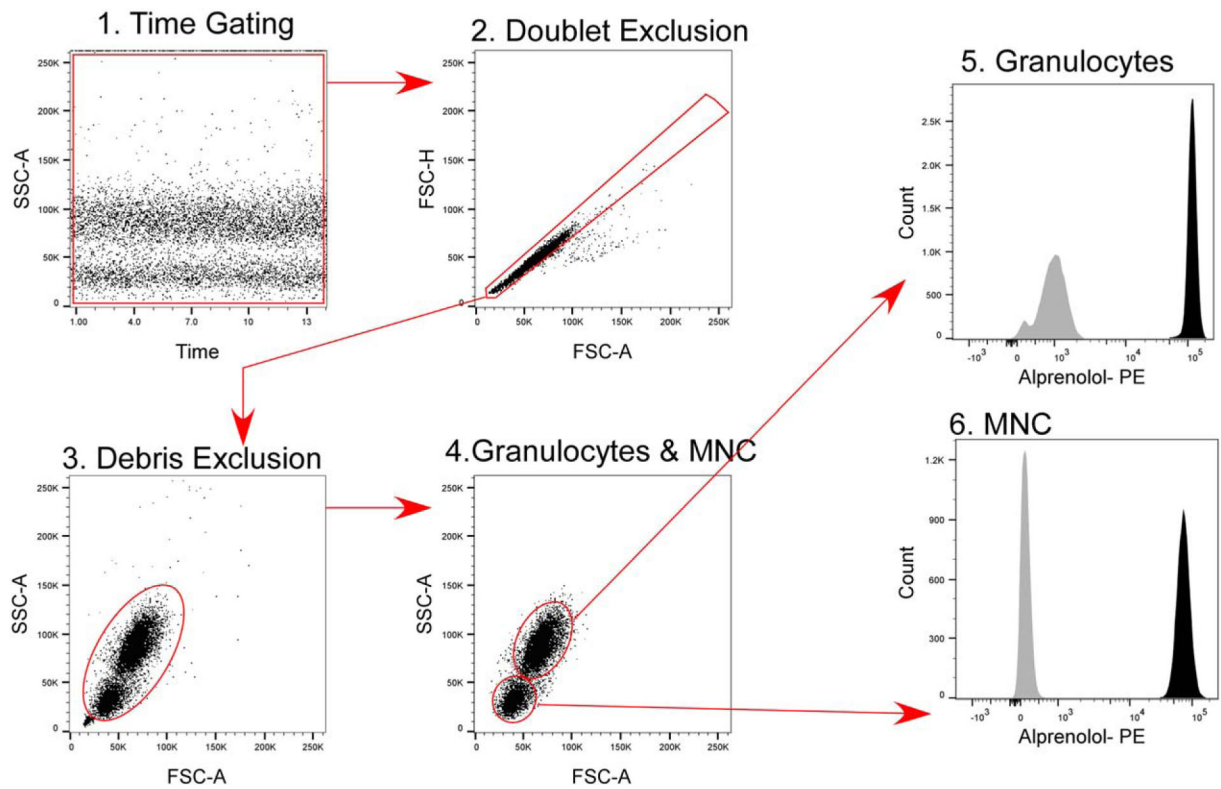 1. Time Gating
250K
200K
150K
100K
50K
0
SSC-A
1.00 4.0 7.0 10 13
Time
2. Doublet Exclusion
250K
200K
150K
100K
50K
0
FSC-H
0 50K 100K 150K 200K 250K
FSC-A
3. Debris Exclusion
250K
200K
150K
100K
50K
0
SSC-A
0 50K 100K 150K 200K 250K
FSC-A
4.Granulocytes & MNC
250K
200K
150K
100K
50K
0
SSC-A
0 50K 100K 150K 200K 250K
FSC-A
5. Granulocytes
2.5K
2.0K
1.5K
1.0K
500
0
Count
-10³ 0 10³ 10⁴ 10⁵
Alprenolol- PE
6. MNC
1.2K
900
600
300
0
Count
-10³ 0 10³ 10⁴ 10⁵
Alprenolol- PE